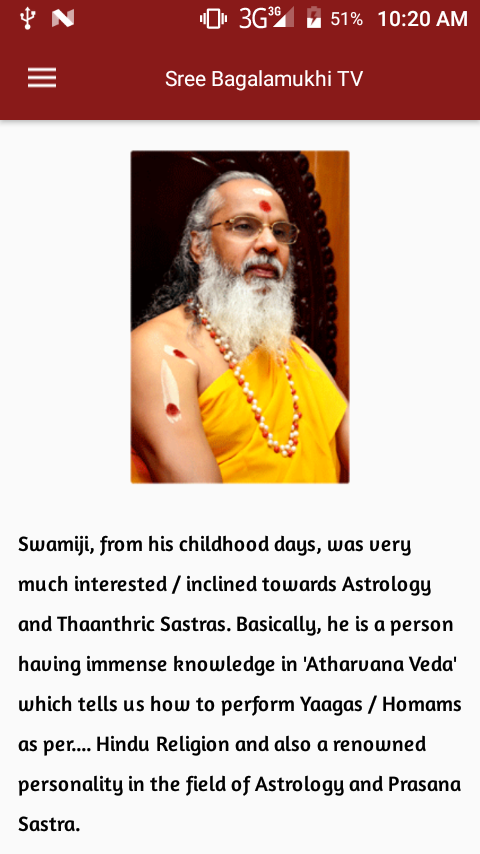 3G 3G 51% 10:20 AM
Sree Bagalamukhi TV
Swamiji, from his childhood days, was very
much interested / inclined towards Astrology
and Thaanthric Sastras. Basically, he is a person
having immense knowledge in 'Atharvana Veda'
which tells us how to perform Yaagas / Homams
as per.... Hindu Religion and also a renowned
personality in the field of Astrology and Prasana
Sastra.